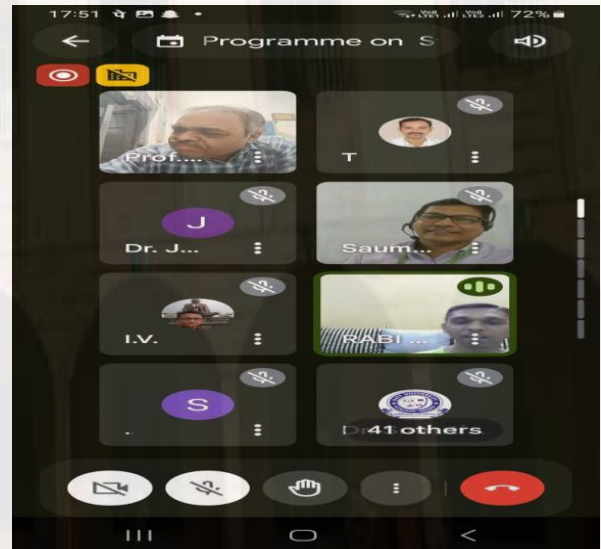 17:51 72%
Programme on S
Prof.... T
J
Dr. J... Saum...
I.V. RABI ...
S
. 41 others